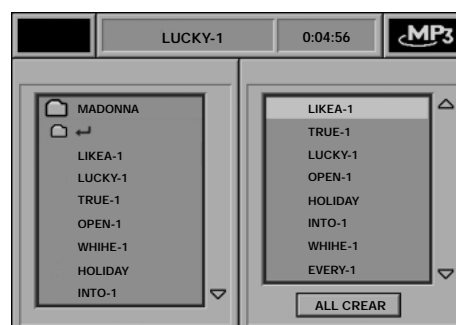 LUCKY-1
0:04:56
MP3
MADONNA
LIKEA-1
LUCKY-1
TRUE-1
OPEN-1
WHIHE-1
HOLIDAY
INTO-1
LIKEA-1
TRUE-1
LUCKY-1
OPEN-1
HOLIDAY
INTO-1
WHIHE-1
EVERY-1
ALL CREAR